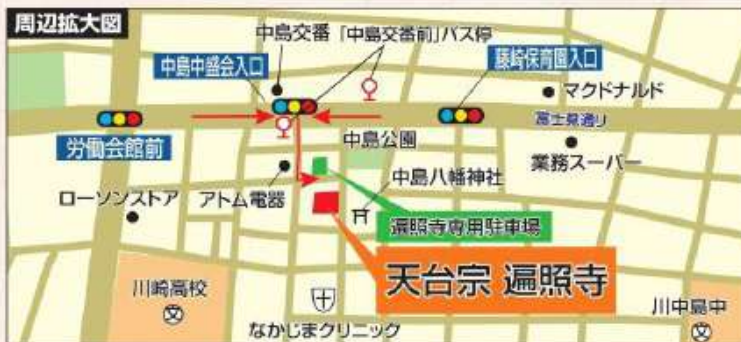 周辺拡大図
中島交番
「中島交番前」バス停
中島中盛会入口
藤崎保育園入口
マクドナルド
富士見通り
労働会館前
中島公園
業務スーパー
ローソンストア
アトム電器
中島八幡神社
遍照寺専用駐車場
天台宗 遍照寺
川崎高校
文
なかじまクリニック
川中島中
文